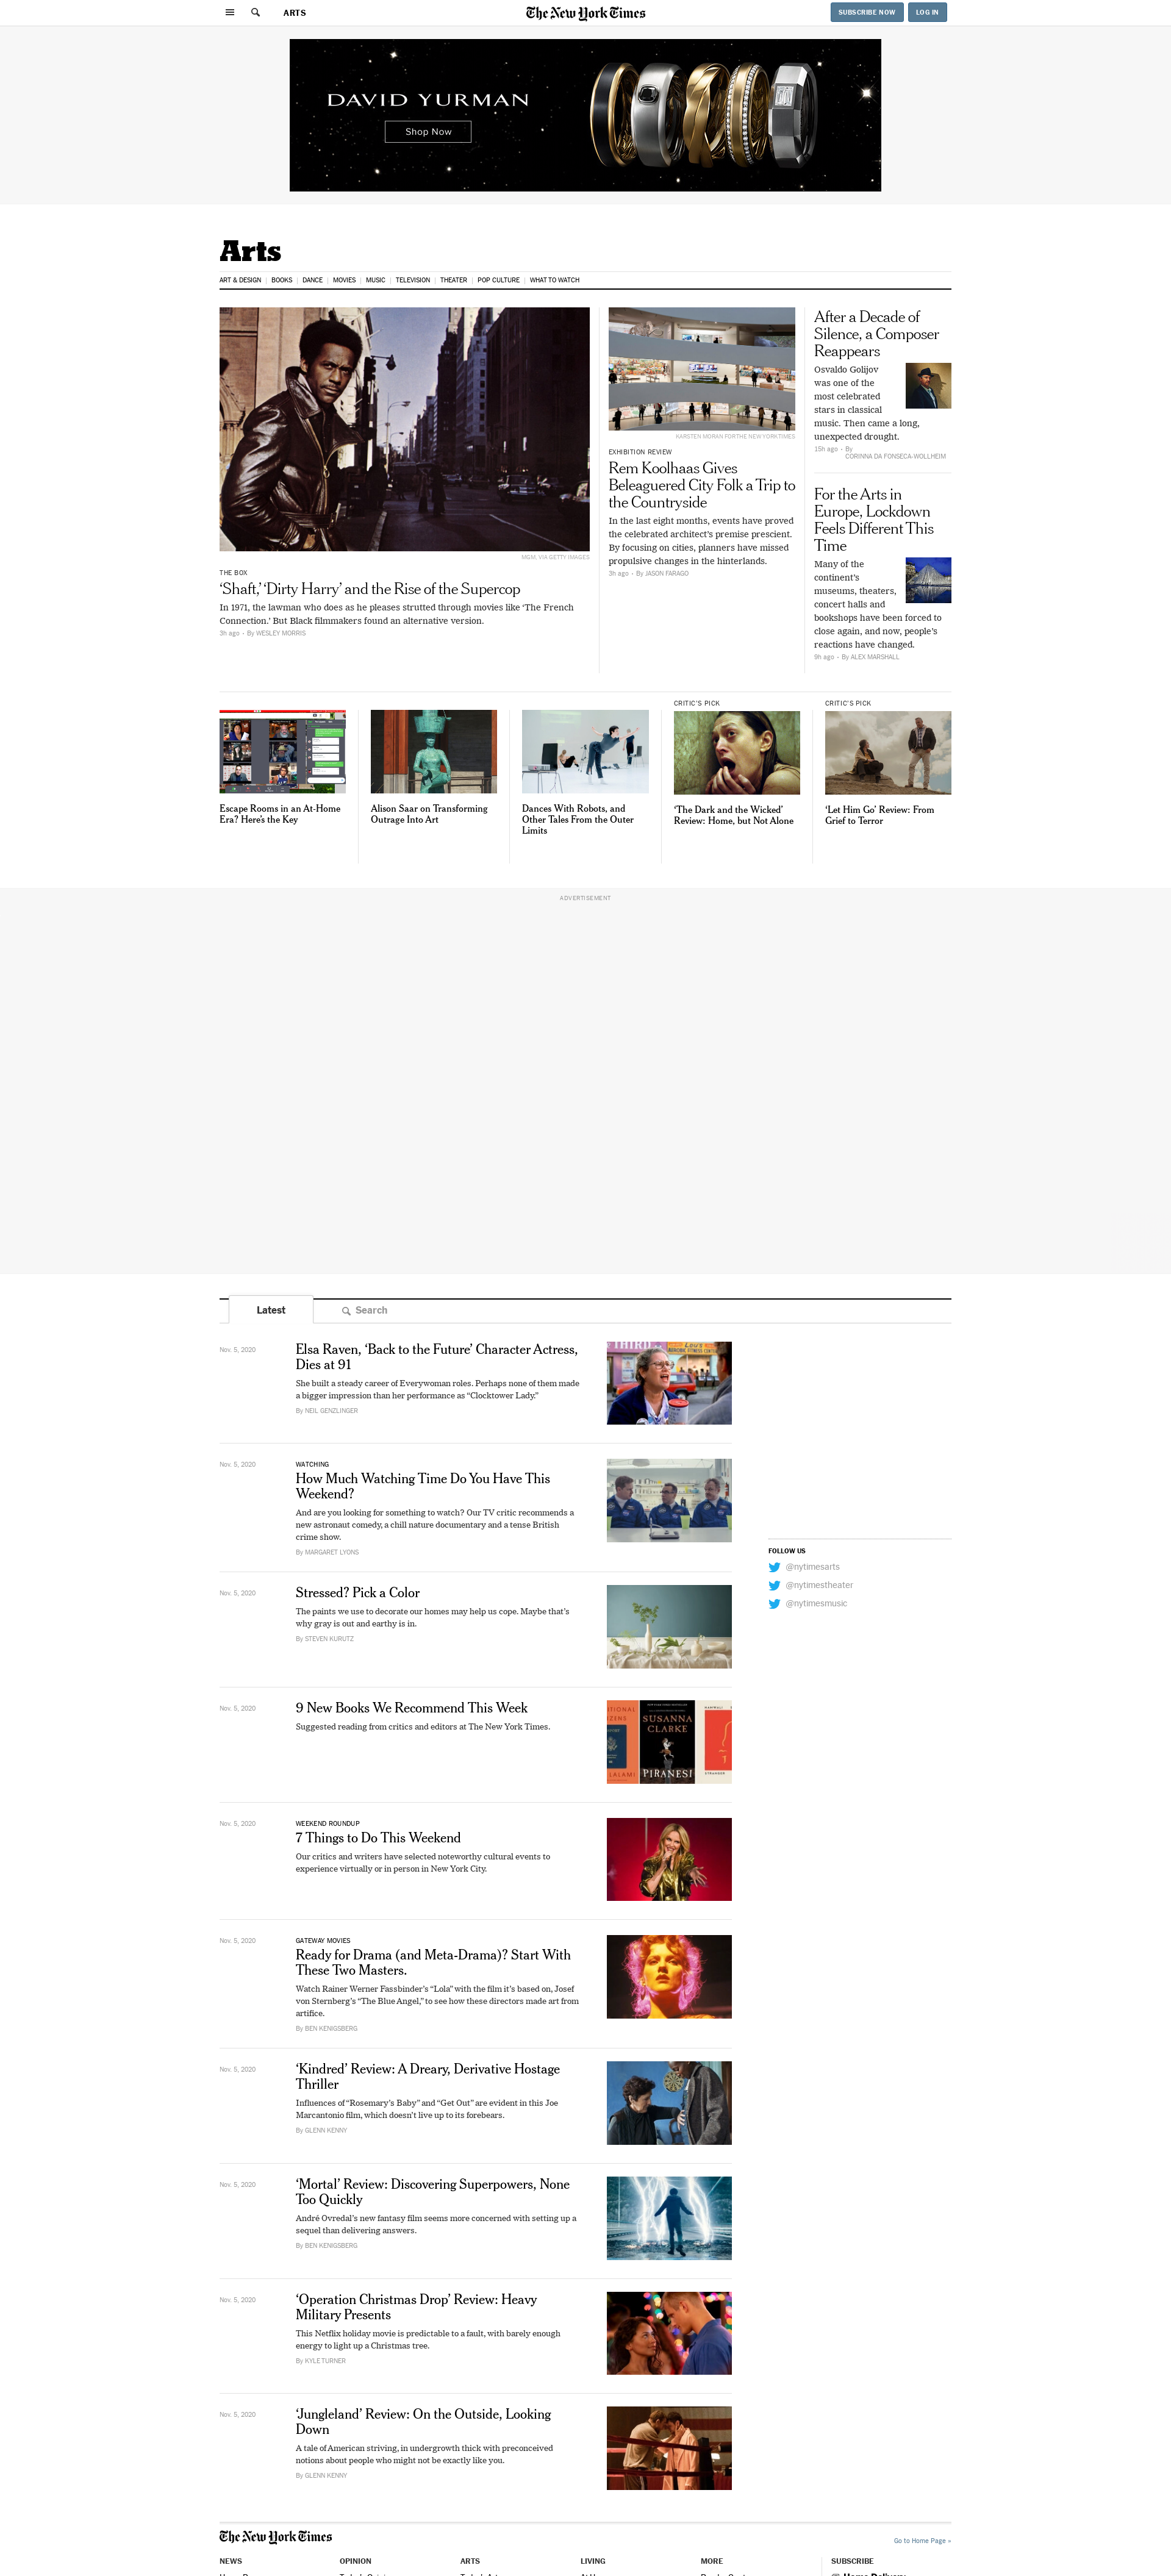 ARTS
The New York Times
SUBSCRIBE NOW
LOG IN
DAVID YURMAN
Shop Now
Arts
ART & DESIGN
BOOKS
DANCE
MOVIES
MUSIC
TELEVISION
THEATER
POP CULTURE
WHAT TO WATCH
MGM, VIA GETTY IMAGES
THE BOX
‘Shaft,’ ‘Dirty Harry’ and the Rise of the Supercop
In 1971, the lawman who does as he pleases strutted through movies like ‘The French
Connection.’ But Black filmmakers found an alternative version.
3h ago • By WESLEY MORRIS
KARSTEN MORAN FOR THE NEW YORK TIMES
EXHIBITION REVIEW
Rem Koolhaas Gives
Beleaguered City Folk a Trip to
the Countryside
In the last eight months, events have proved
the celebrated architect’s premise prescient.
By focusing on cities, planners have missed
propulsive changes in the hinterlands.
3h ago • By JASON FARAGO
After a Decade of
Silence, a Composer
Reappears
Osvaldo Golijov
was one of the
most celebrated
stars in classical
music. Then came a long,
unexpected drought.
15h ago • By
CORINNA DA FONSECA-WOLLHEIM
For the Arts in
Europe, Lockdown
Feels Different This
Time
Many of the
continent’s
museums, theaters,
concert halls and
bookshops have been forced to
close again, and now, people’s
reactions have changed.
9h ago • By ALEX MARSHALL
Escape Rooms in an At-Home
Era? Here’s the Key
Alison Saar on Transforming
Outrage Into Art
Dances With Robots, and
Other Tales From the Outer
Limits
CRITIC’S PICK
‘The Dark and the Wicked’
Review: Home, but Not Alone
CRITIC’S PICK
‘Let Him Go’ Review: From
Grief to Terror
ADVERTISEMENT
Latest
Search
Nov. 5, 2020
Elsa Raven, ‘Back to the Future’ Character Actress,
Dies at 91
She built a steady career of Everywoman roles. Perhaps none of them made
a bigger impression than her performance as “Clocktower Lady.”
By NEIL GENZLINGER
Nov. 5, 2020
WATCHING
How Much Watching Time Do You Have This
Weekend?
And are you looking for something to watch? Our TV critic recommends a
new astronaut comedy, a chill nature documentary and a tense British
crime show.
By MARGARET LYONS
FOLLOW US
@nytimesarts
@nytimestheater
@nytimesmusic
Nov. 5, 2020
Stressed? Pick a Color
The paints we use to decorate our homes may help us cope. Maybe that’s
why gray is out and earthy is in.
By STEVEN KURUTZ
Nov. 5, 2020
9 New Books We Recommend This Week
Suggested reading from critics and editors at The New York Times.
SUSANNA
CLARKE
PIRANESI
LALAMI
Nov. 5, 2020
WEEKEND ROUNDUP
7 Things to Do This Weekend
Our critics and writers have selected noteworthy cultural events to
experience virtually or in person in New York City.
Nov. 5, 2020
GATEWAY MOVIES
Ready for Drama (and Meta-Drama)? Start With
These Two Masters.
Watch Rainer Werner Fassbinder’s “Lola” with the film it’s based on, Josef
von Sternberg’s “The Blue Angel,” to see how these directors made art from
artifice.
By BEN KENIGSBERG
Nov. 5, 2020
‘Kindred’ Review: A Dreary, Derivative Hostage
Thriller
Influences of “Rosemary’s Baby” and “Get Out” are evident in this Joe
Marcantonio film, which doesn’t live up to its forebears.
By GLENN KENNY
Nov. 5, 2020
‘Mortal’ Review: Discovering Superpowers, None
Too Quickly
André Ovredal’s new fantasy film seems more concerned with setting up a
sequel than delivering answers.
By BEN KENIGSBERG
Nov. 5, 2020
‘Operation Christmas Drop’ Review: Heavy
Military Presents
This Netflix holiday movie is predictable to a fault, with barely enough
energy to light up a Christmas tree.
By KYLE TURNER
Nov. 5, 2020
‘Jungleland’ Review: On the Outside, Looking
Down
A tale of American striving, in undergrowth thick with preconceived
notions about people who might not be exactly like you.
By GLENN KENNY
The New York Times
Go to Home Page »
NEWS
OPINION
ARTS
LIVING
MORE
SUBSCRIBE